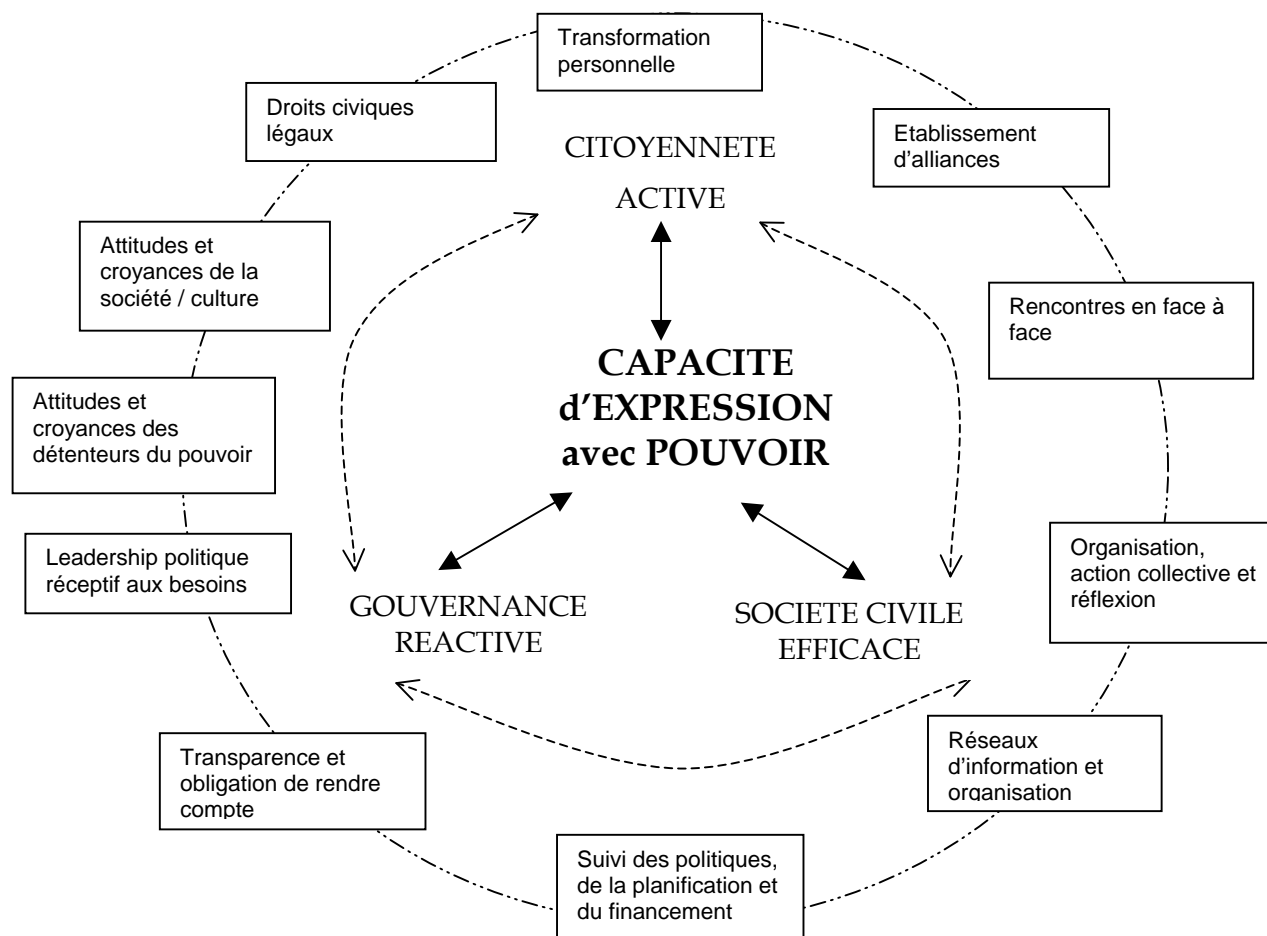 Transformation
personnelle
Droits civiques
légaux
CITOYENNETE
ACTIVE
Etablissement
d'alliances
Attitudes et
croyances de la
société / culture
Rencontres en face à
face
CAPACITE
d'EXPRESSION
avec POUVOIR
Attitudes et
croyances des
détenteurs du pouvoir
Leadership politique
réceptif aux besoins
Organisation,
action collective et
réflexion
GOUVERNANCE
REACTIVE
SOCIETE CIVILE
EFFICACE
Transparence et
obligation de rendre
compte
Réseaux
d'information et
organisation
Suivi des politiques,
de la planification et
du financement